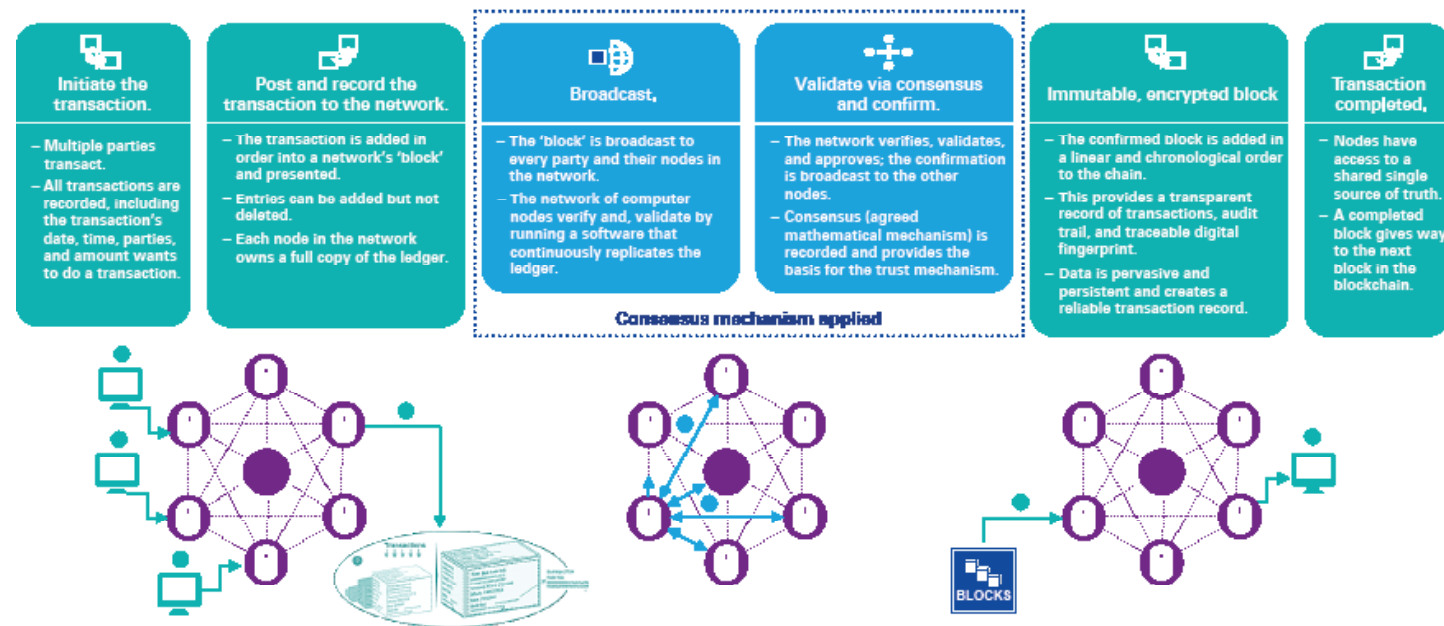 Initiate the
transaction.
– Multiple parties
transact.
– All transactions are
recorded, including
the transaction's
date, time, parties,
and amount wants
to do a transaction.
Post and record the
transaction to the network.
– The transaction is added in
order into a network's 'block'
and presented.
– Entries can be added but not
deleted.
– Each node in the network
owns a full copy of the ledger.
Broadcast.
– The 'block' is broadcast to
every party and their nodes in
the network.
– The network of computer
nodes verify and, validate by
running a software that
continuously replicates the
ledger.
Validate via consensus
and confirm.
– The network verifies, validates,
and approves; the confirmation
is broadcast to the other
nodes.
– Consensus (agreed
mathematical mechanism) is
recorded and provides the
basis for the trust mechanism.
Consensus mechanism applied
Immutable, encrypted block
– The confirmed block is added in
a linear and chronological order
to the chain.
– This provides a transparent
record of transactions, audit
trail, and traceable digital
fingerprint.
– Data is pervasive and
persistent and creates a
reliable transaction record.
Transaction
completed.
– Nodes have
access to a
shared single
source of truth.
– A completed
block gives way
to the next
block in the
blockchain.
Transactions
BLOCKS